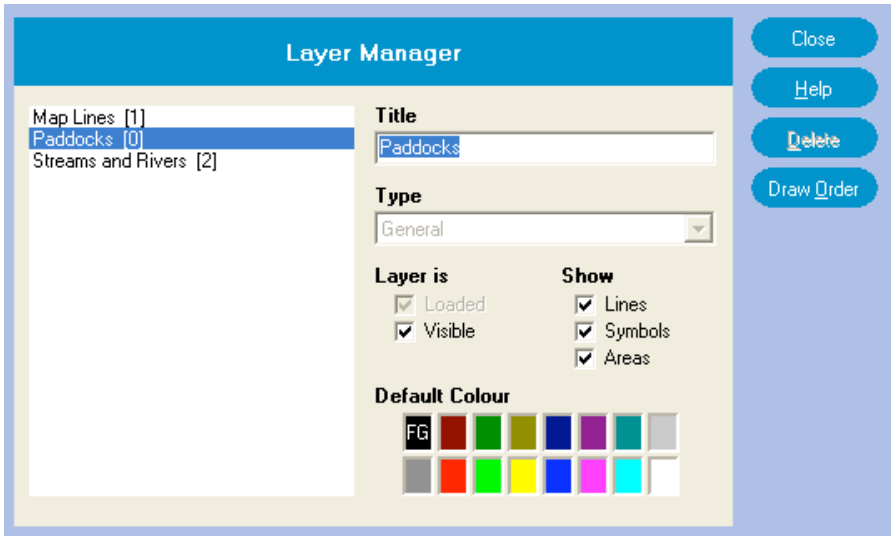 Layer Manager
Close
Help
Delete
Draw Order
Map Lines [1]
Paddocks [0]
Streams and Rivers [2]
Title
Paddocks
Type
General
Layer is
Loaded
Visible
Show
Lines
Symbols
Areas
Default Colour
FG